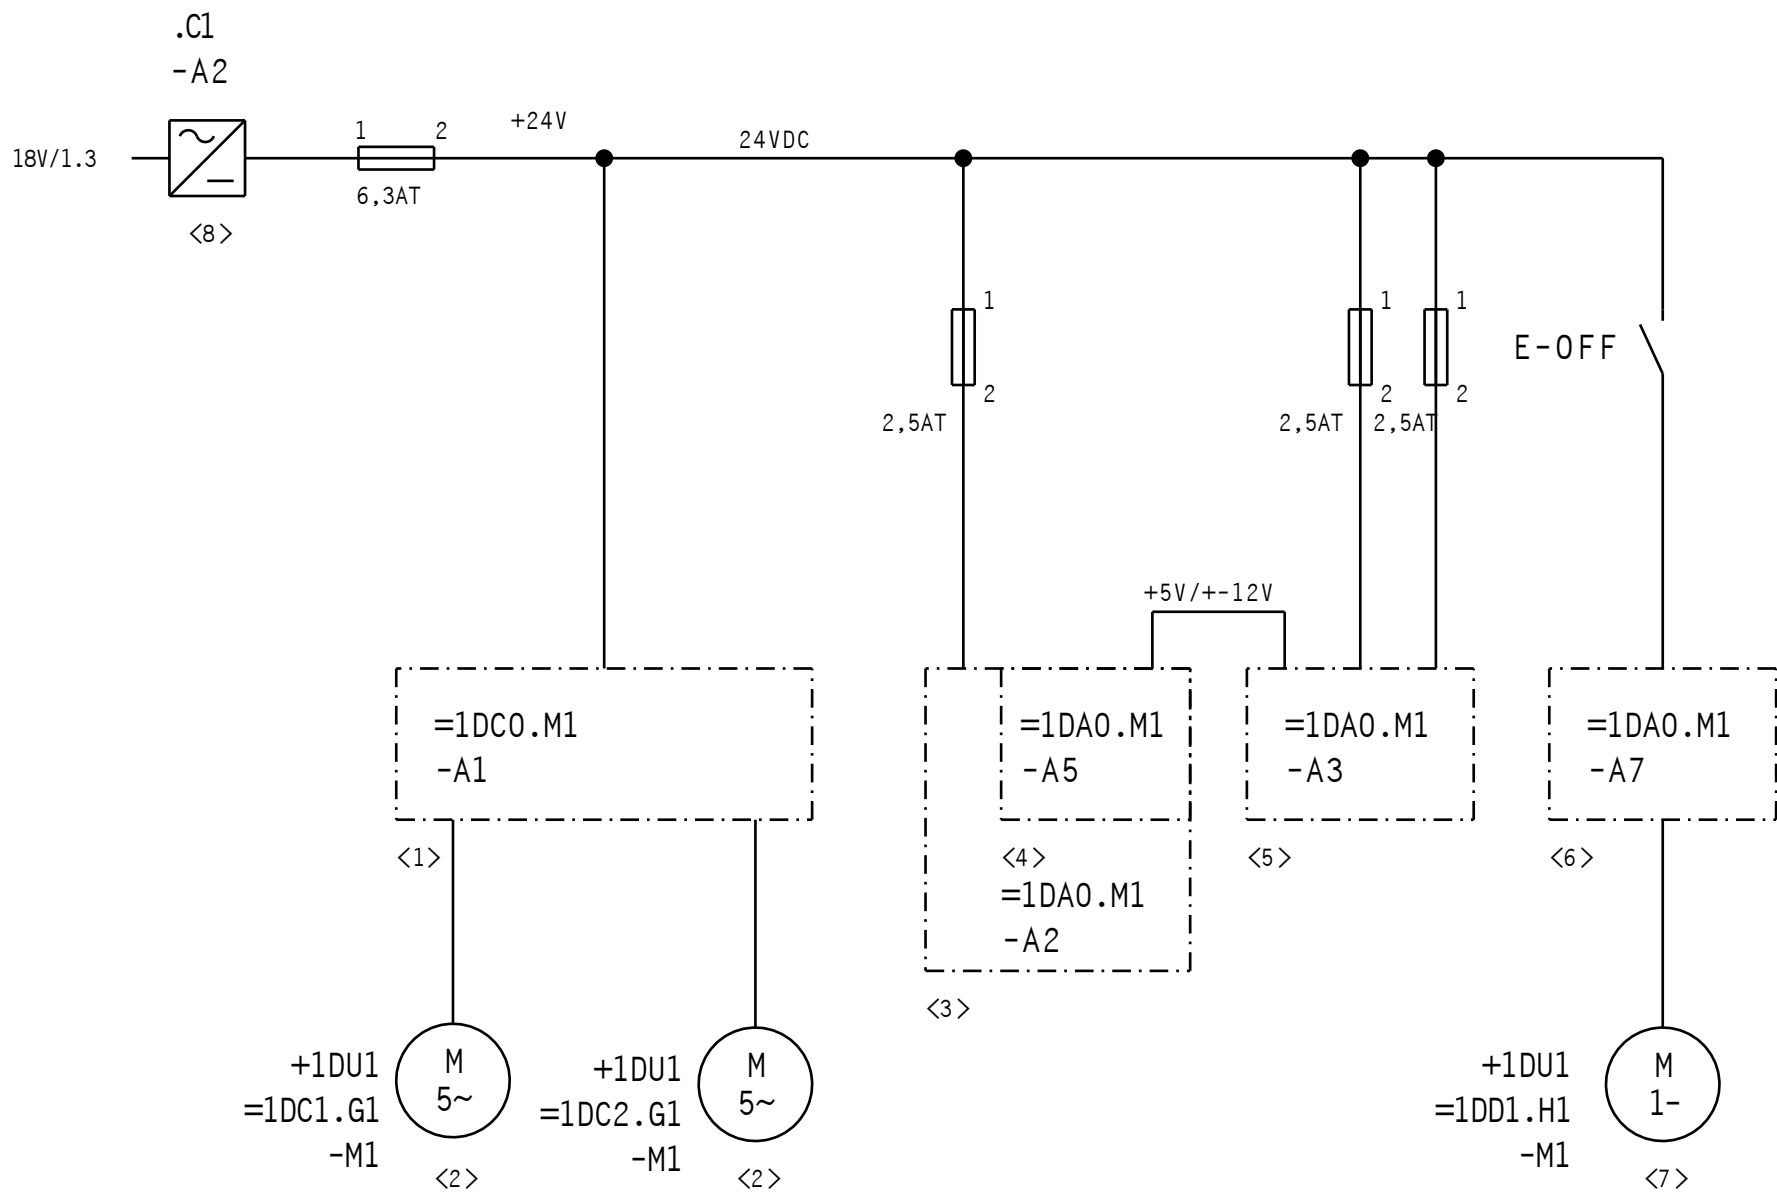 .C1
-A2
18V/1.3
1
2
+24V
24VDC
6,3AT
<8>
1
1
1
E-OFF
2
2
2
2,5AT
2,5AT
2,5AT
+5V/+-12V
=1DC0.M1
-A1
=1DA0.M1
-A5
=1DA0.M1
-A3
=1DA0.M1
-A7
<1>
<4>
<5>
<6>
=1DA0.M1
-A2
<3>
+1DU1
=1DC1.G1
-M1
M
5~
<2>
+1DU1
=1DC2.G1
-M1
M
5~
<2>
+1DU1
=1DD1.H1
-M1
M
1-
<7>